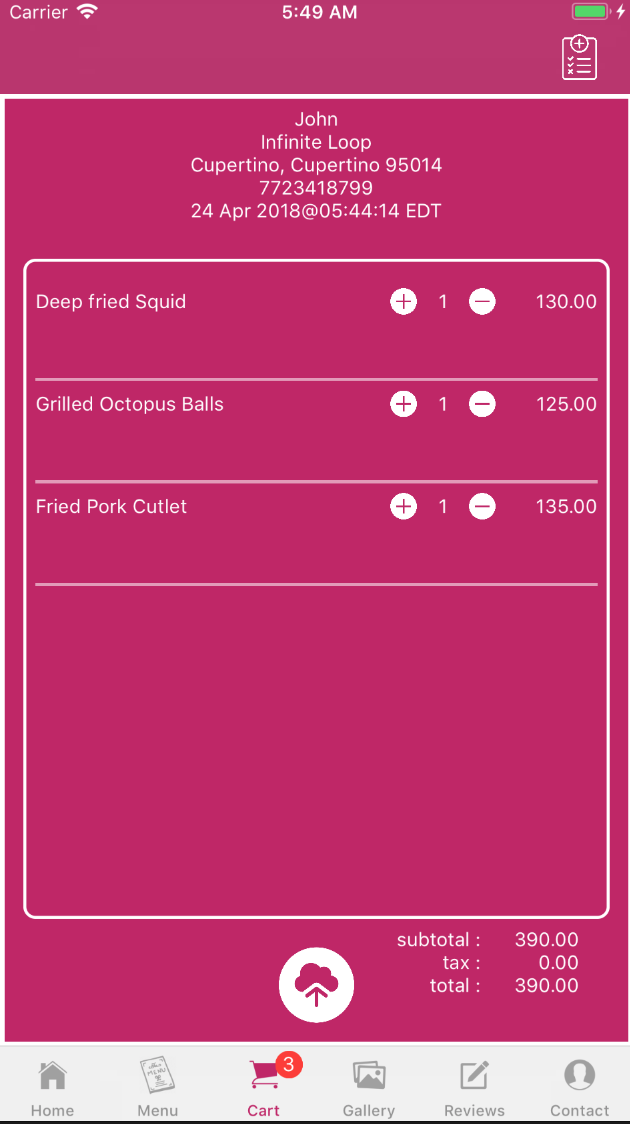 Carrier 5:49 AM
John
Infinite Loop
Cupertino, Cupertino 95014
7723418799
24 Apr 2018@05:44:14 EDT
Deep fried Squid 1 130.00
Grilled Octopus Balls 1 125.00
Fried Pork Cutlet 1 135.00
subtotal : 390.00
tax : 0.00
total : 390.00
MENU
3
Home Menu Cart Gallery Reviews Contact